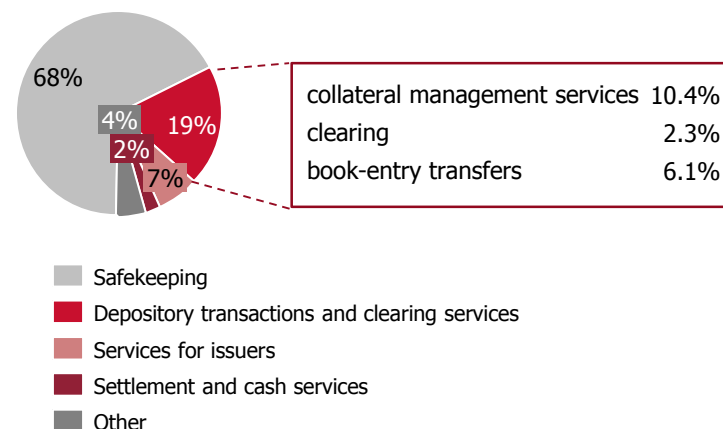 68%
4%
19%
2%
7%
collateral management services 10.4%
clearing 2.3%
book-entry transfers 6.1%
Safekeeping
Depository transactions and clearing services
Services for issuers
Settlement and cash services
Other